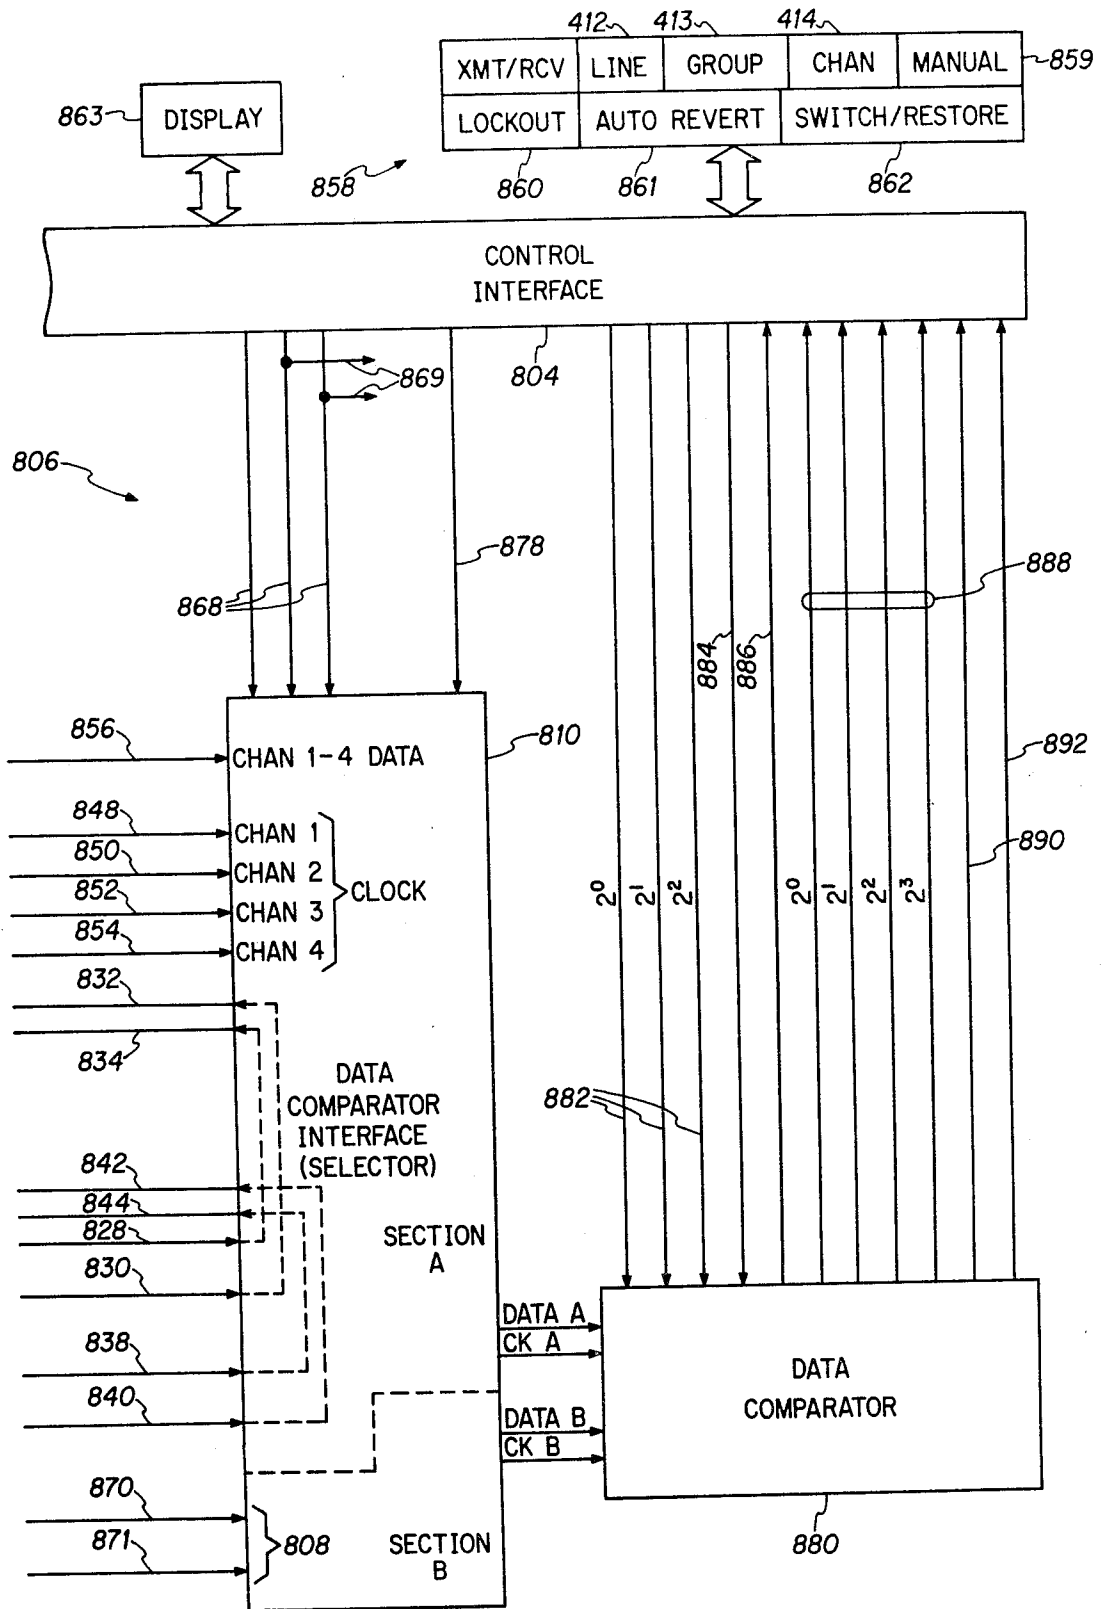 412 413 414
XMT/RCV LINE GROUP CHAN MANUAL 859
863 DISPLAY
LOCKOUT AUTO REVERT SWITCH/RESTORE
858 860 861 862
CONTROL
INTERFACE
869 804
806
878
868 888
884 886
856 CHAN 1-4 DATA 810
892
848 CHAN 1
850 CHAN 2
852 CHAN 3
854 CHAN 4
CLOCK
890
2⁰ 2¹ 2² 2⁰ 2¹ 2² 2³
832
834
DATA
COMPARATOR
INTERFACE
(SELECTOR)
882
842
844
828
830
SECTION
A
838
840
DATA A
CK A
DATA B
CK B
DATA
COMPARATOR
870
871
808
SECTION
B
880